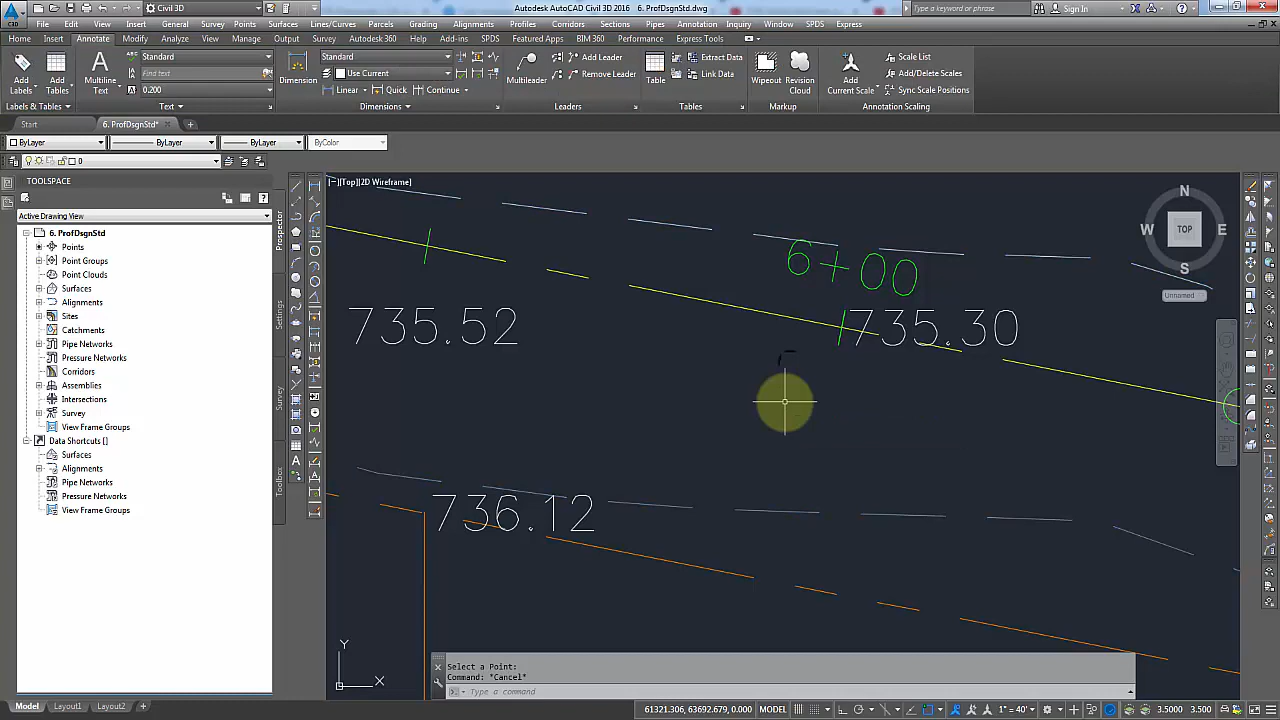 CIVIL 3D
Civil 3D
Autodesk AutoCAD Civil 3D 2016 6. ProfDsgnStd.dwg
Type a keyword or phrase
Sign In
File Edit View Insert General Survey Points Surfaces Lines/Curves Parcels Grading Alignments Profiles Corridors Sections Pipes Annotation Inquiry Window SPDS Express
Home Insert Annotate Modify Analyze View Manage Output Survey Autodesk 360 Help Add-ins SPDS Featured Apps BIM 360 Performance Express Tools
Add Labels
Add Tables
Multiline Text
Standard
Find text
0.200
Dimension
Standard
Use Current
Linear Quick Continue
Multileader
Add Leader
Remove Leader
Table
Extract Data
Link Data
Wipeout
Revision Cloud
Add Current Scale
Scale List
Add/Delete Scales
Sync Scale Positions
Labels & Tables Text Dimensions Leaders Tables Markup Annotation Scaling
Start 6. ProfDsgnStd*
ByLayer ByLayer ByLayer ByColor
0
TOOLSPACE
Active Drawing View
6. ProfDsgnStd
Points
Point Groups
Point Clouds
Surfaces
Alignments
Sites
Catchments
Pipe Networks
Pressure Networks
Corridors
Assemblies
Intersections
Survey
View Frame Groups
Data Shortcuts []
Surfaces
Alignments
Pipe Networks
Pressure Networks
View Frame Groups
Prospector
Settings
Survey
Toolbox
[−][Top][2D Wireframe]
6+00
735.52
735.30
736.12
N
W TOP E
S
Unnamed
Y
X
Select a Point:
Command: *Cancel*
Type a command
Model Layout1 Layout2
61321.306, 63692.679, 0.000 MODEL
1" = 40'
3.5000 3.500